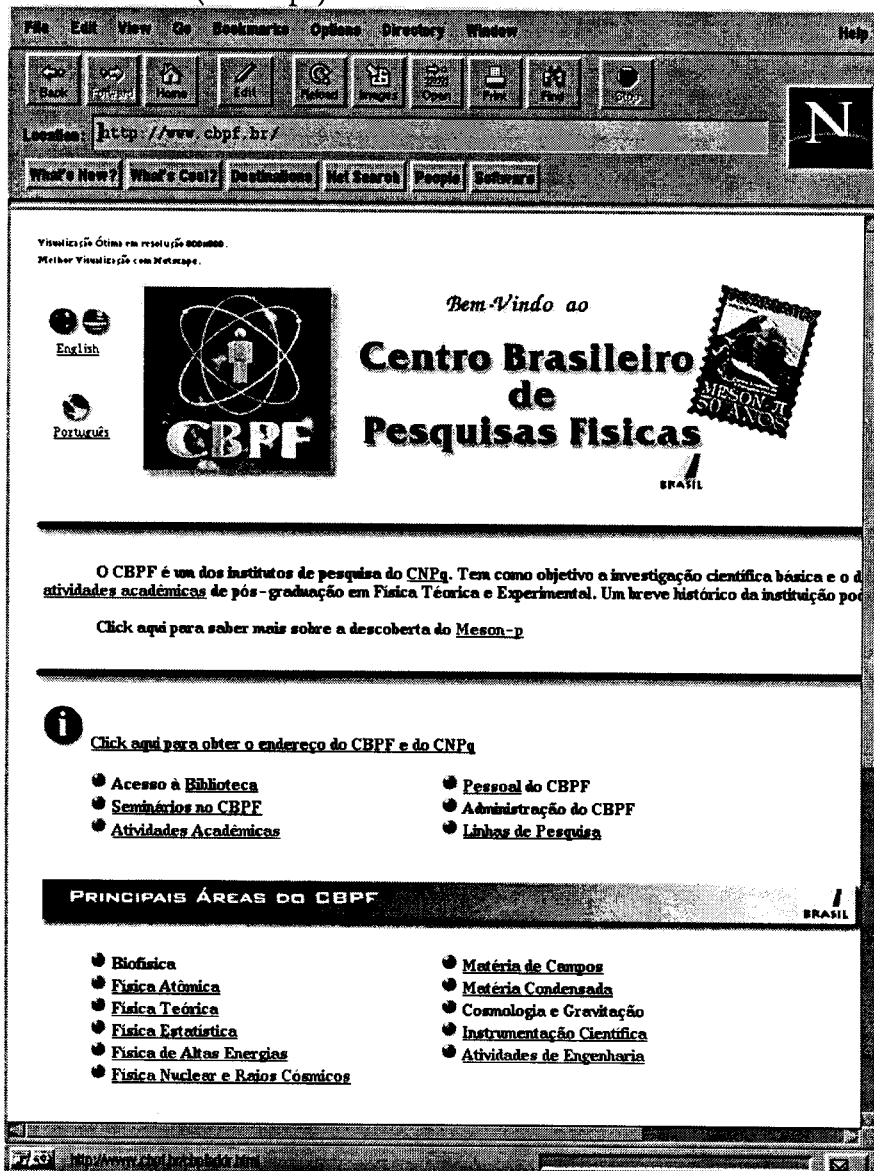 File Edit View Go Bookmarks Options Directory Window Help
Back Forward Home Edit Reload Images Open Print Find Stop
Location: http://www.cbpf.br/
N
What's New? What's Cool? Destinations Net Search People Software
Visualização Ótima em resolução 800x600.
Melhor Visualização com Netscape.
English
Português
CBPF
Bem-Vindo ao
Centro Brasileiro
de
Pesquisas Físicas
MESON-π
50 ANOS
BRASIL
O CBPF é um dos institutos de pesquisa do CNPq. Tem como objetivo a investigação científica básica e o d
atividades acadêmicas de pós-graduação em Física Téorica e Experimental. Um breve histórico da instituição pod
Click aqui para saber mais sobre a descoberta do Meson-p
Click aqui para obter o endereço do CBPF e do CNPq
Acesso à Biblioteca
Seminários no CBPF
Atividades Acadêmicas
Pessoal do CBPF
Administração do CBPF
Linhas de Pesquisa
PRINCIPAIS ÁREAS DO CBPF
BRASIL
Biofísica
Física Atômica
Física Teórica
Física Estatística
Física de Altas Energias
Física Nuclear e Raios Cósmicos
Matéria de Campos
Matéria Condensada
Cosmologia e Gravitação
Instrumentação Científica
Atividades de Engenharia